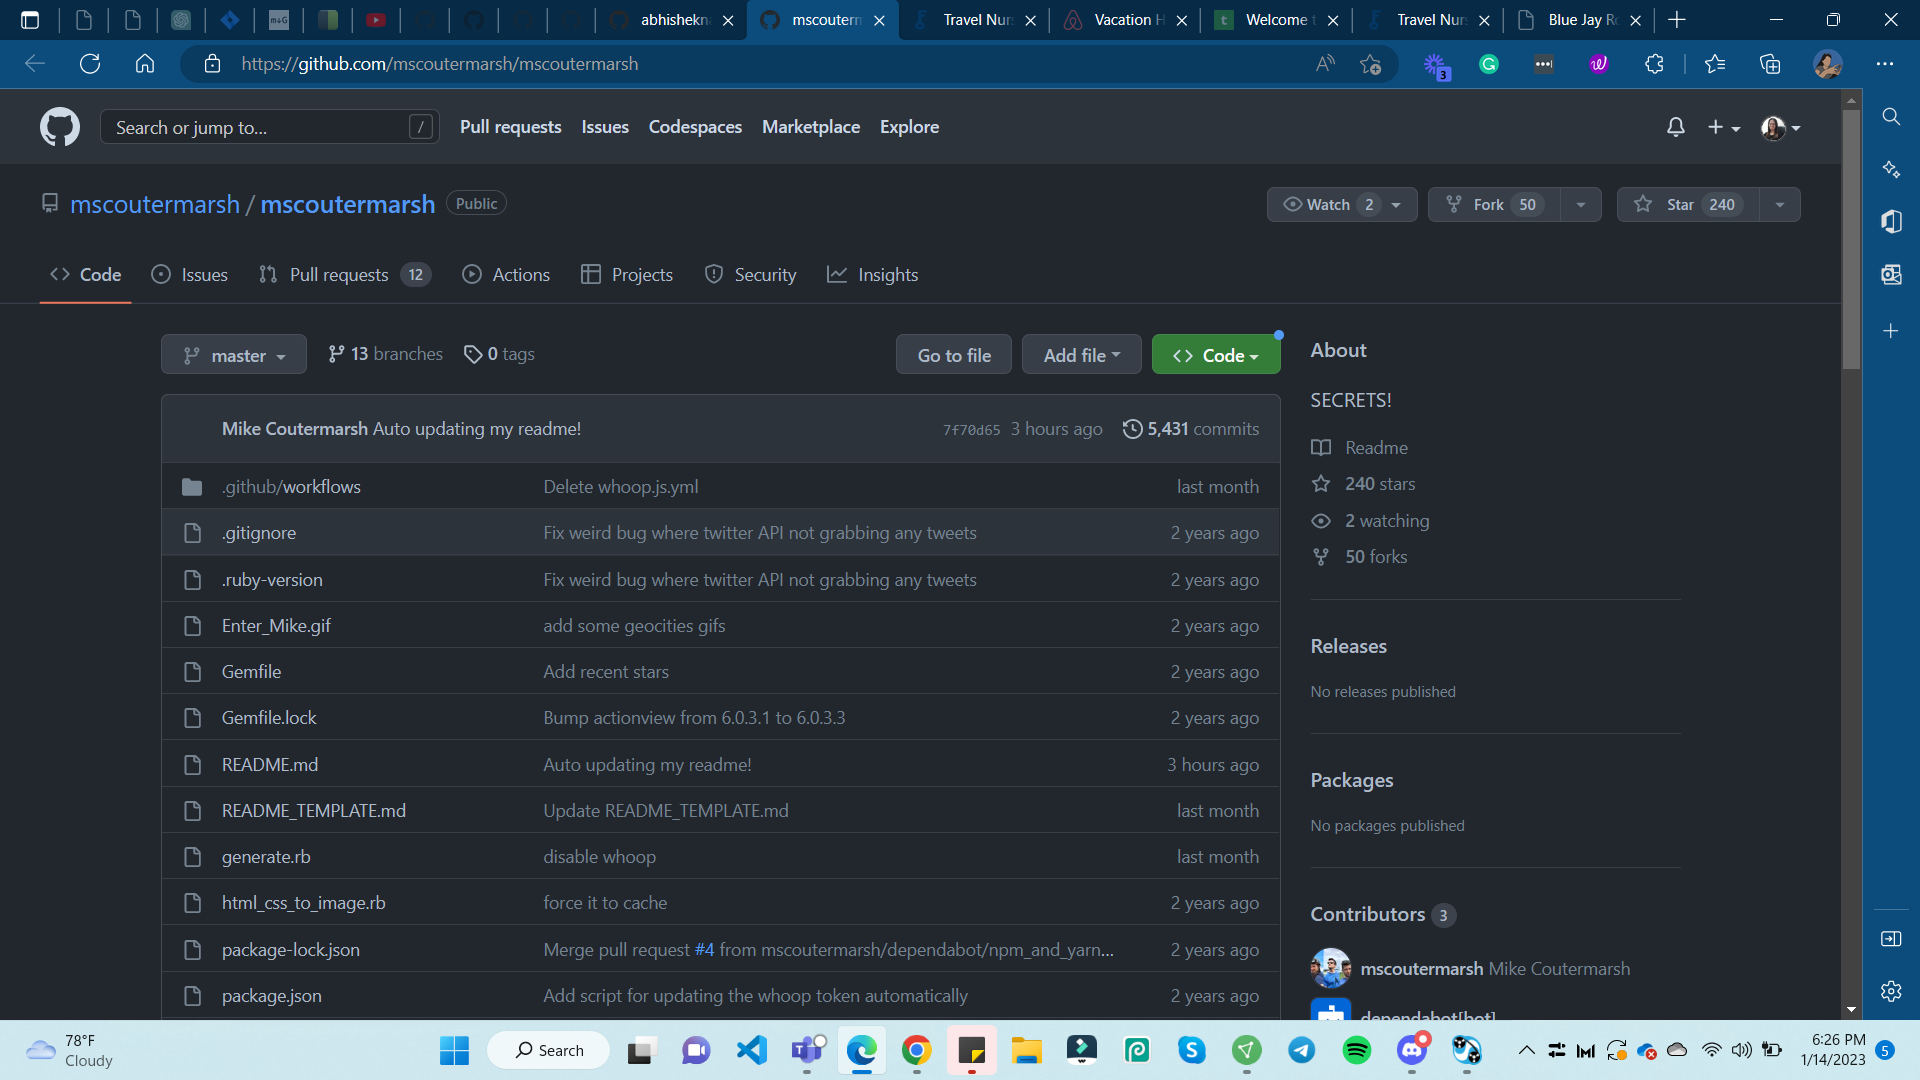 abhishekn
mscouterm
Travel Nur
Vacation H
Welcome t
Travel Nur
Blue Jay Ro
https://github.com/mscoutermarsh/mscoutermarsh
3
Search or jump to...
/
Pull requests
Issues
Codespaces
Marketplace
Explore
mscoutermarsh / mscoutermarsh
Public
Watch 2
Fork 50
Star 240
Code
Issues
Pull requests 12
Actions
Projects
Security
Insights
master
13 branches
0 tags
Go to file
Add file
Code
Mike Coutermarsh Auto updating my readme!
7f70d65 3 hours ago
5,431 commits
.github/workflows Delete whoop.js.yml last month
.gitignore Fix weird bug where twitter API not grabbing any tweets 2 years ago
.ruby-version Fix weird bug where twitter API not grabbing any tweets 2 years ago
Enter_Mike.gif add some geocities gifs 2 years ago
Gemfile Add recent stars 2 years ago
Gemfile.lock Bump actionview from 6.0.3.1 to 6.0.3.3 2 years ago
README.md Auto updating my readme! 3 hours ago
README_TEMPLATE.md Update README_TEMPLATE.md last month
generate.rb disable whoop last month
html_css_to_image.rb force it to cache 2 years ago
package-lock.json Merge pull request #4 from mscoutermarsh/dependabot/npm_and_yarn... 2 years ago
package.json Add script for updating the whoop token automatically 2 years ago
About
SECRETS!
Readme
240 stars
2 watching
50 forks
Releases
No releases published
Packages
No packages published
Contributors 3
mscoutermarsh Mike Coutermarsh
dependabot[bot]
78°F
Cloudy
Search
6:26 PM
1/14/2023
5